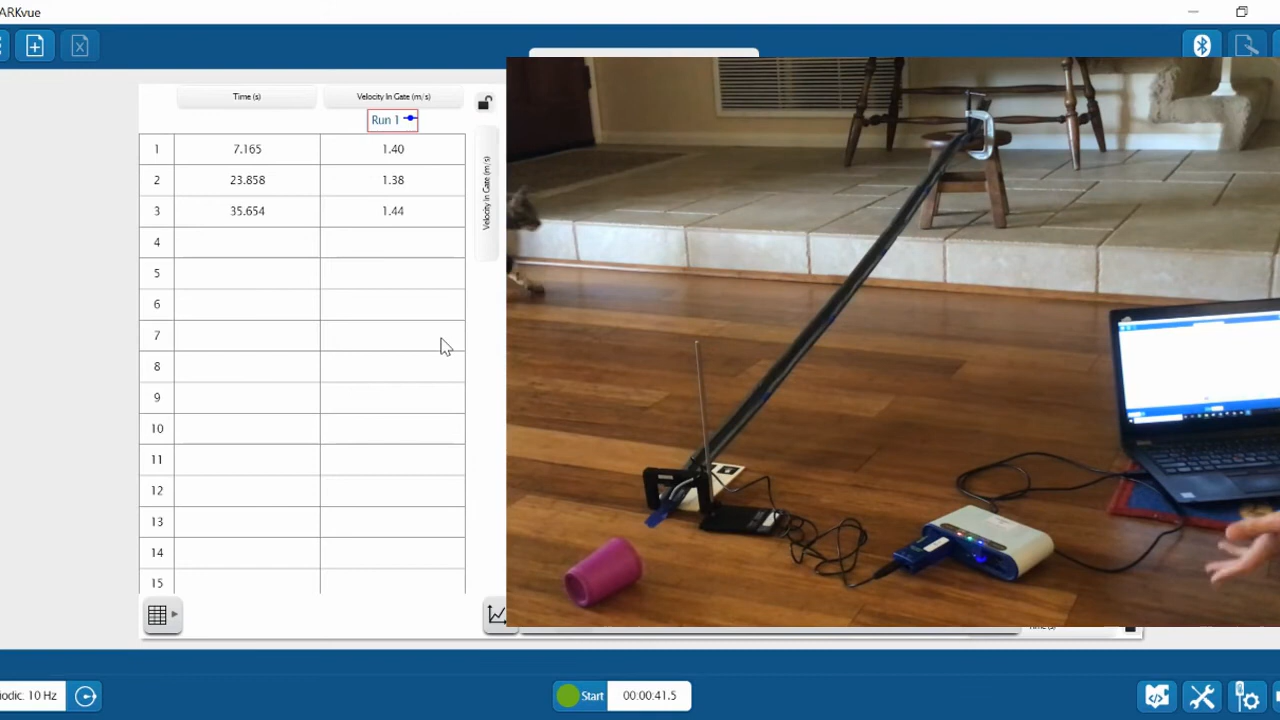 ARKvue
Time (s) Velocity In Gate (m/s)
Run 1
1 7.165 1.40
2 23.858 1.38
3 35.654 1.44
4
5
6
7
8
9
10
11
12
13
14
15
Velocity In Gate (m/s)
Time (s)
odic: 10 Hz
Start 00:00:41.5